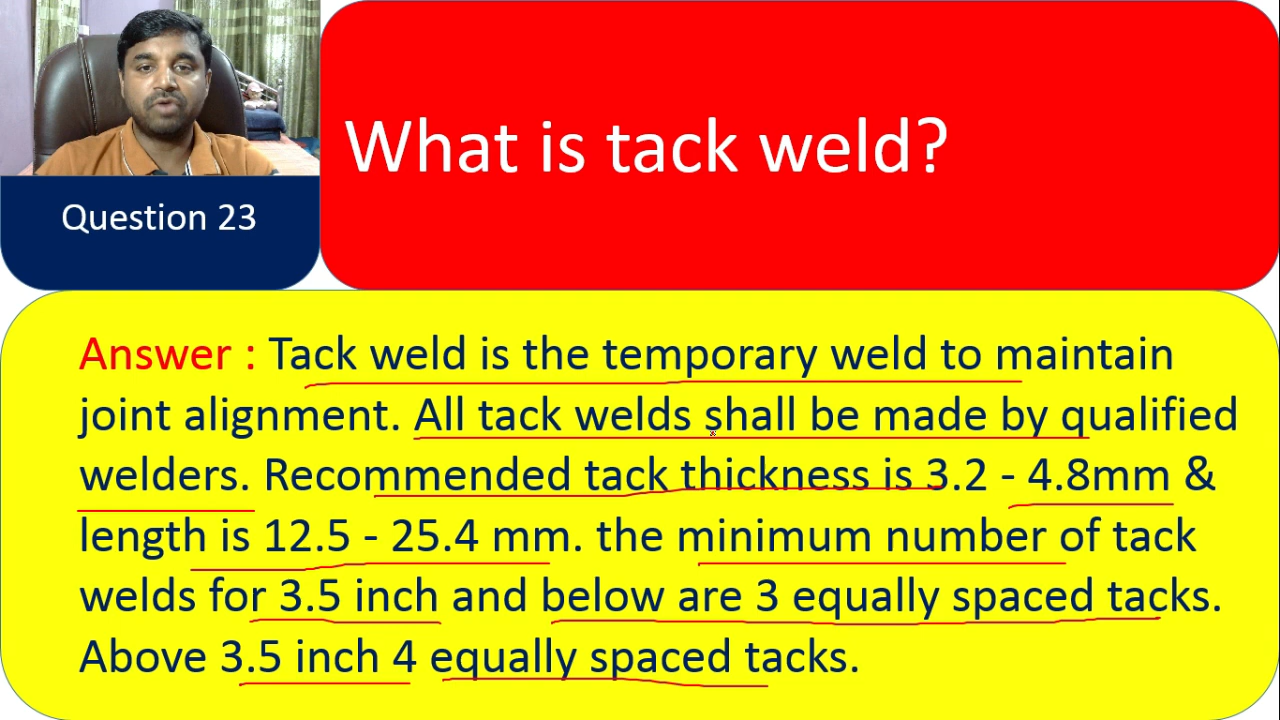 What is tack weld?
Question 23
Answer : Tack weld is the temporary weld to maintain
joint alignment. All tack welds shall be made by qualified
welders. Recommended tack thickness is 3.2 - 4.8mm &
length is 12.5 - 25.4 mm. the minimum number of tack
welds for 3.5 inch and below are 3 equally spaced tacks.
Above 3.5 inch 4 equally spaced tacks.